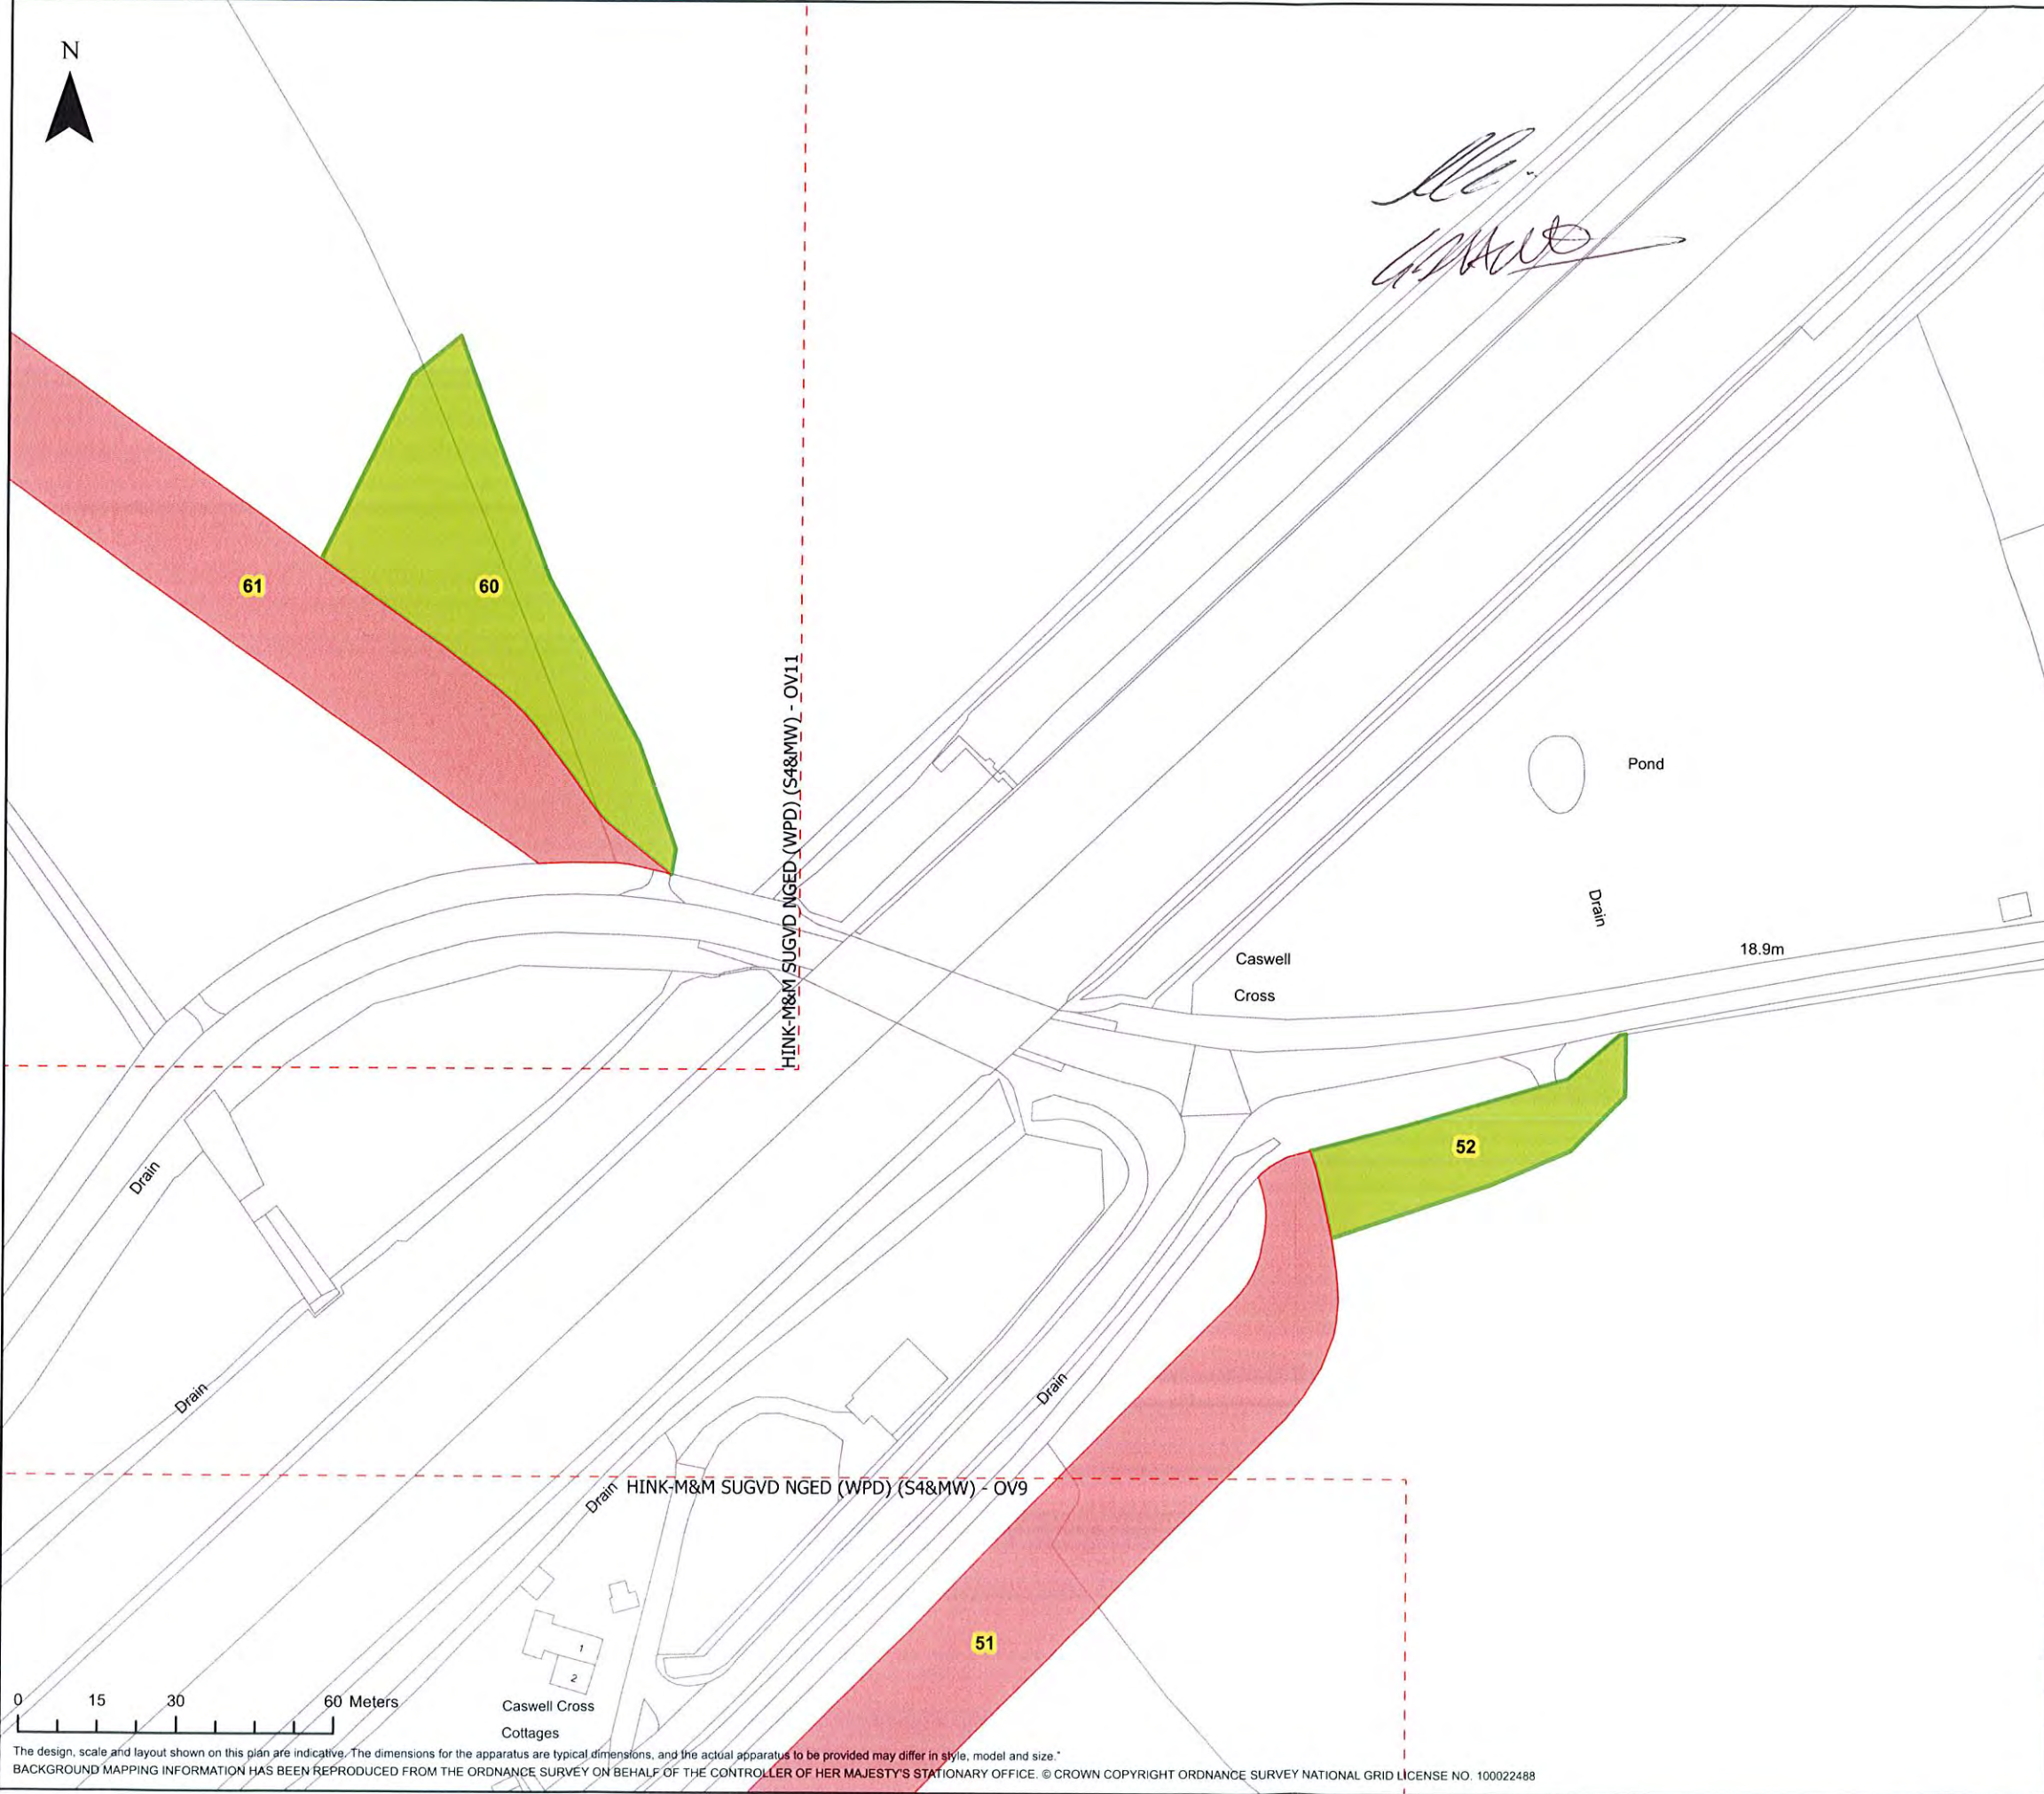 N
61
60
HINK-M&M SUGVD NGED (WPD) (S4&MW) - OV11
Pond
Drain
18.9m
Caswell
Cross
52
Drain
Drain
Drain
Drain
HINK-M&M SUGVD NGED (WPD) (S4&MW) - OV9
51
1
2
Caswell Cross
Cottages
0 15 30 60 Meters
The design, scale and layout shown on this plan are indicative. The dimensions for the apparatus are typical dimensions, and the actual apparatus to be provided may differ in style, model and size."
BACKGROUND MAPPING INFORMATION HAS BEEN REPRODUCED FROM THE ORDNANCE SURVEY ON BEHALF OF THE CONTROLLER OF HER MAJESTY'S STATIONARY OFFICE. © CROWN COPYRIGHT ORDNANCE SURVEY NATIONAL GRID LICENSE NO. 100022488